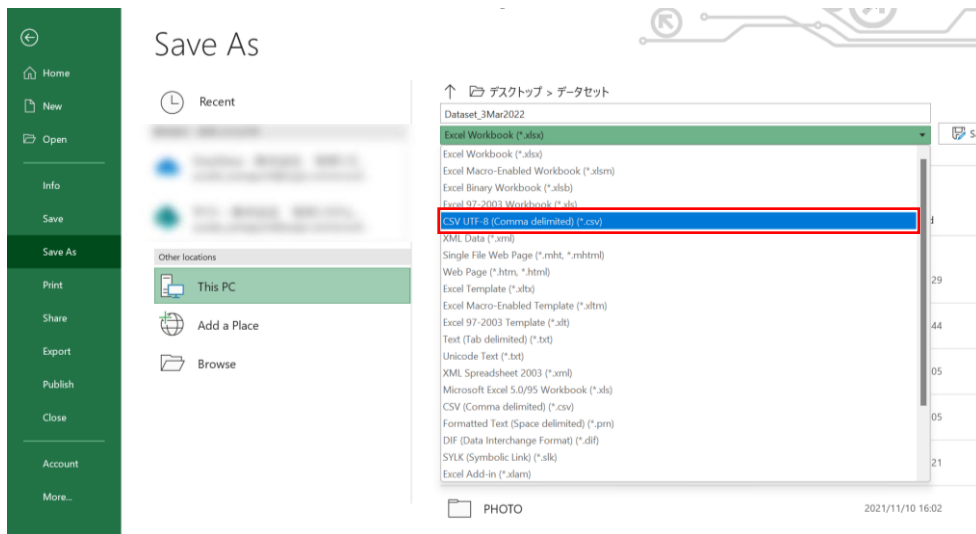 Save As
Home
New
Open
Info
Save
Save As
Print
Share
Export
Publish
Close
Account
More...
Recent
Other locations
This PC
Add a Place
Browse
デスクトップ > データセット
Dataset_3Mar2022
Excel Workbook (*.xlsx)
Excel Workbook (*.xlsx)
Excel Macro-Enabled Workbook (*.xlsm)
Excel Binary Workbook (*.xlsb)
Excel 97-2003 Workbook (*.xls)
CSV UTF-8 (Comma delimited) (*.csv)
XML Data (*.xml)
Single File Web Page (*.mht, *.mhtml)
Web Page (*.htm, *.html)
Excel Template (*.xltx)
Excel Macro-Enabled Template (*.xltm)
Excel 97-2003 Template (*.xlt)
Text (Tab delimited) (*.txt)
Unicode Text (*.txt)
XML Spreadsheet 2003 (*.xml)
Microsoft Excel 5.0/95 Workbook (*.xls)
CSV (Comma delimited) (*.csv)
Formatted Text (Space delimited) (*.prn)
DIF (Data Interchange Format) (*.dif)
SYLK (Symbolic Link) (*.slk)
Excel Add-in (*.xlam)
29
44
05
05
21
PHOTO 2021/11/10 16:02